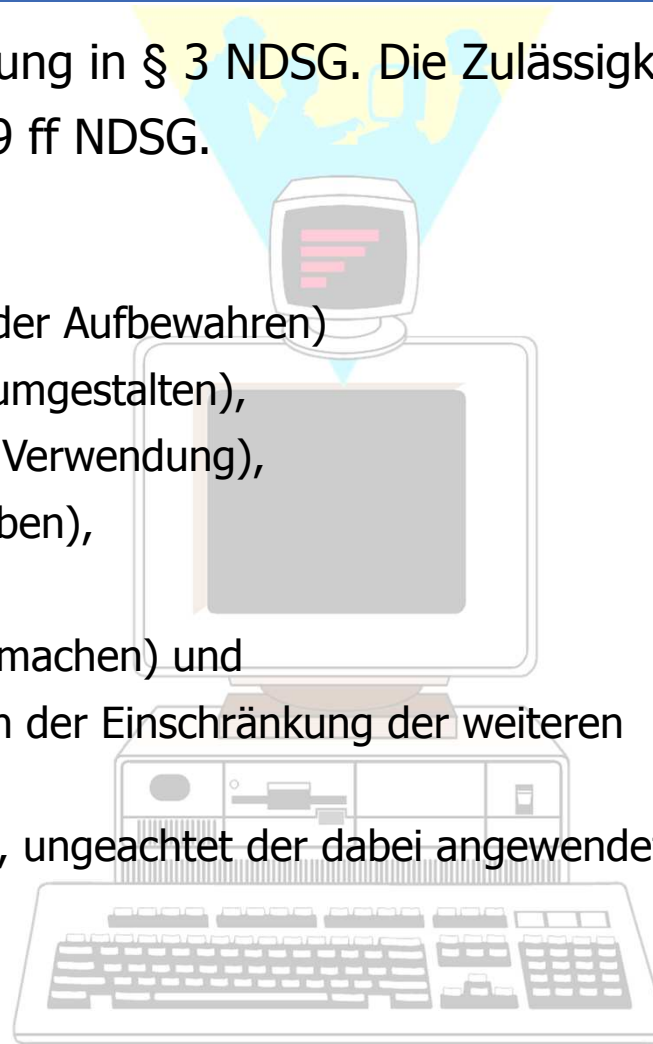 ung in § 3 NDSG. Die Zulässigk
9 ff NDSG.
der Aufbewahren)
umgestalten),
Verwendung),
ben),
machen) und
n der Einschränkung der weiteren
, ungeachtet der dabei angewendet